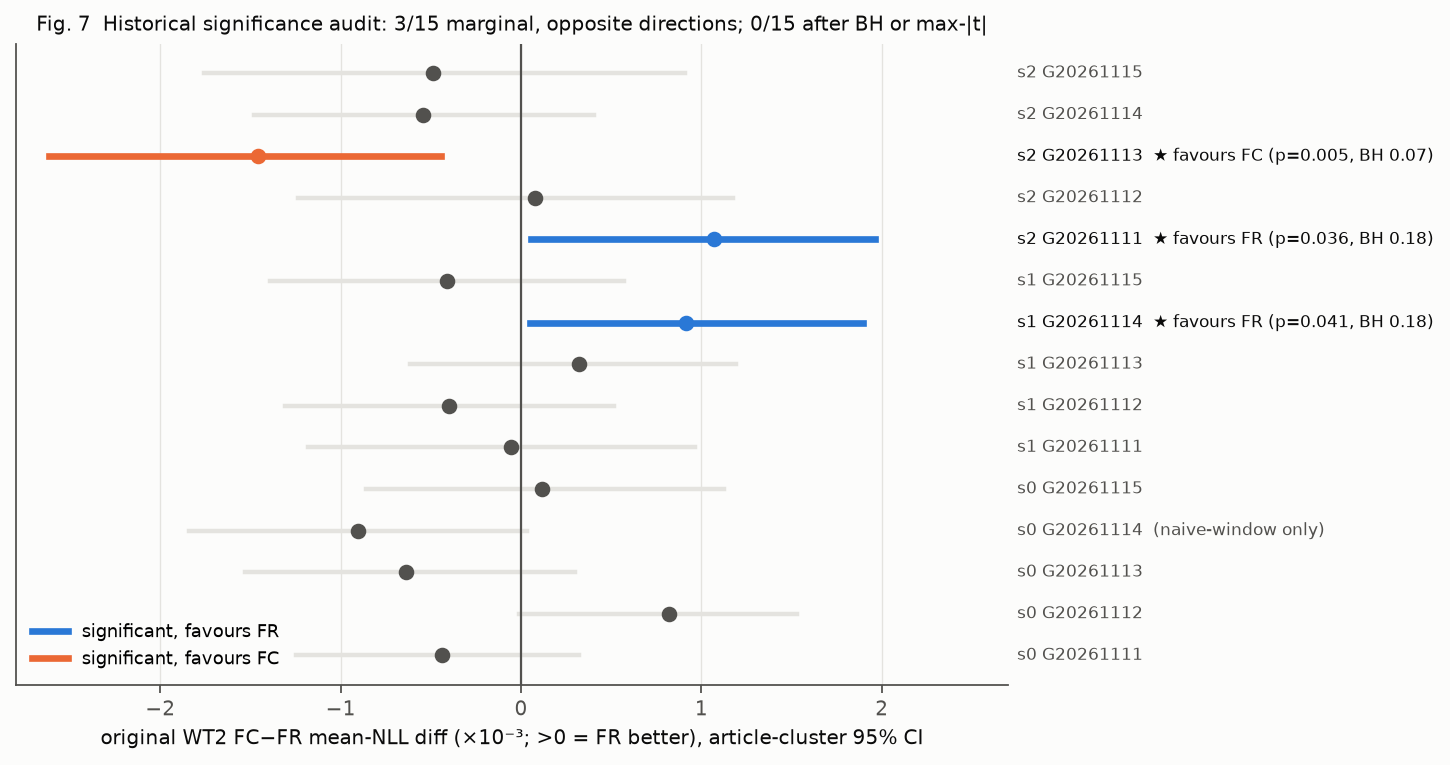 Fig. 7  Historical significance audit: 3/15 marginal, opposite directions; 0/15 after BH or max-|t|
s2 G20261115
s2 G20261114
s2 G20261113 ★ favours FC (p=0.005, BH 0.07)
s2 G20261112
s2 G20261111 ★ favours FR (p=0.036, BH 0.18)
s1 G20261115
s1 G20261114 ★ favours FR (p=0.041, BH 0.18)
s1 G20261113
s1 G20261112
s1 G20261111
s0 G20261115
s0 G20261114 (naive-window only)
s0 G20261113
s0 G20261112
s0 G20261111
significant, favours FR
significant, favours FC
−2 −1 0 1 2
original WT2 FC−FR mean-NLL diff (×10⁻³; >0 = FR better), article-cluster 95% CI